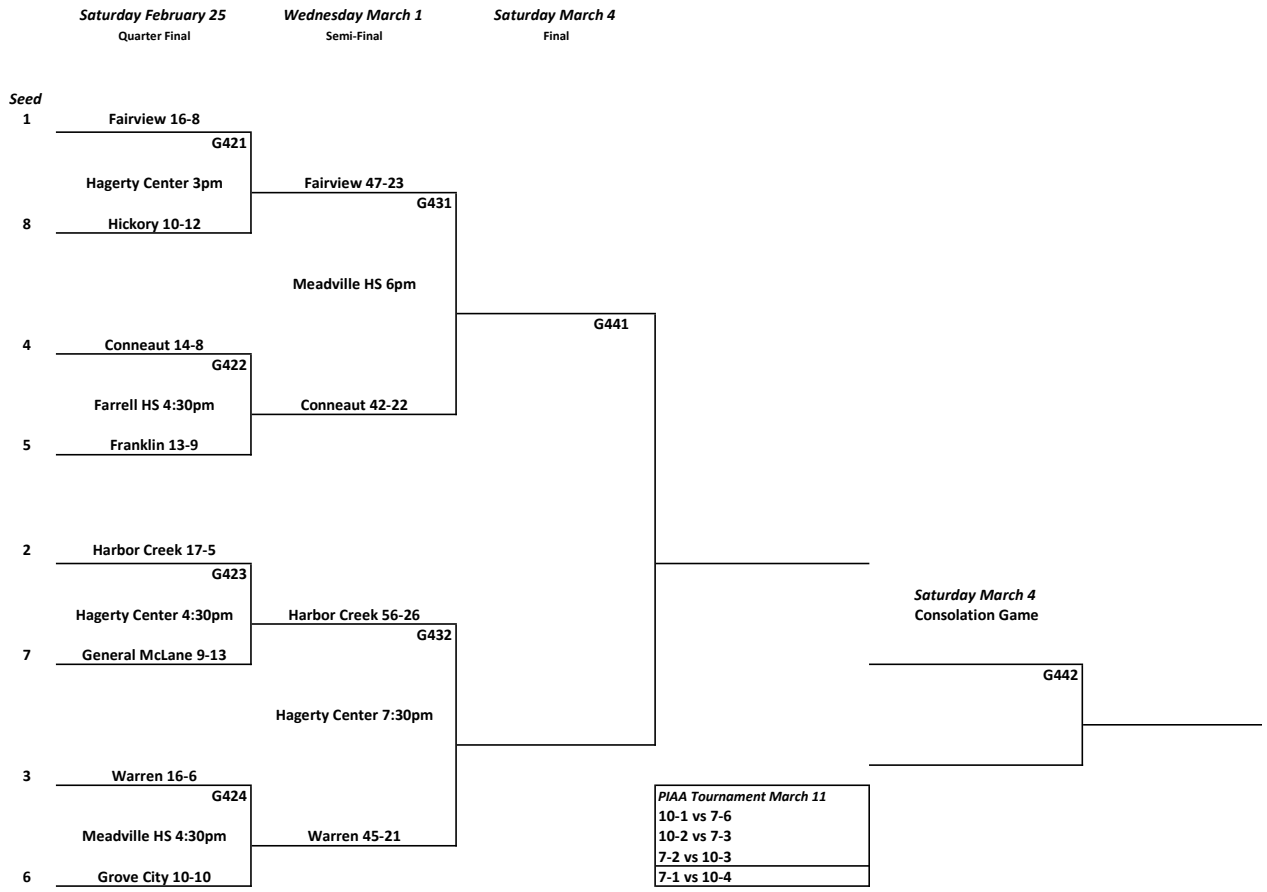 Saturday February 25
Quarter Final
Wednesday March 1
Semi-Final
Saturday March 4
Final
Seed
1
Fairview 16-8
G421
Hagerty Center 3pm
Fairview 47-23
G431
8
Hickory 10-12
Meadville HS 6pm
G441
4
Conneaut 14-8
G422
Farrell HS 4:30pm
Conneaut 42-22
5
Franklin 13-9
2
Harbor Creek 17-5
G423
Hagerty Center 4:30pm
Harbor Creek 56-26
G432
7
General McLane 9-13
Hagerty Center 7:30pm
3
Warren 16-6
G424
Meadville HS 4:30pm
Warren 45-21
6
Grove City 10-10
Saturday March 4
Consolation Game
G442
PIAA Tournament March 11
10-1 vs 7-6
10-2 vs 7-3
7-2 vs 10-3
7-1 vs 10-4